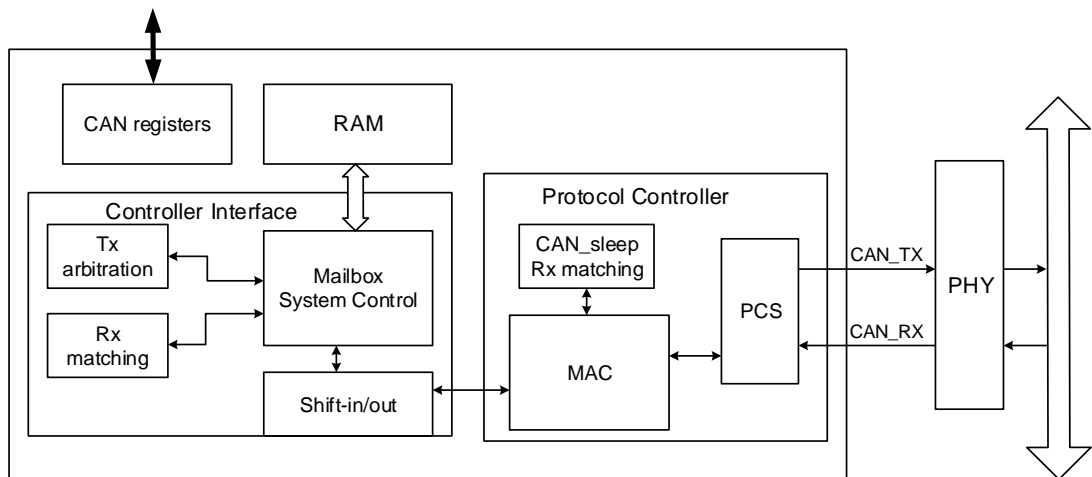 CAN registers
RAM
Controller Interface
Tx
arbitration
Rx
matching
Mailbox
System Control
Shift-in/out
Protocol Controller
CAN_sleep
Rx matching
MAC
PCS
CAN_TX
CAN_RX
PHY